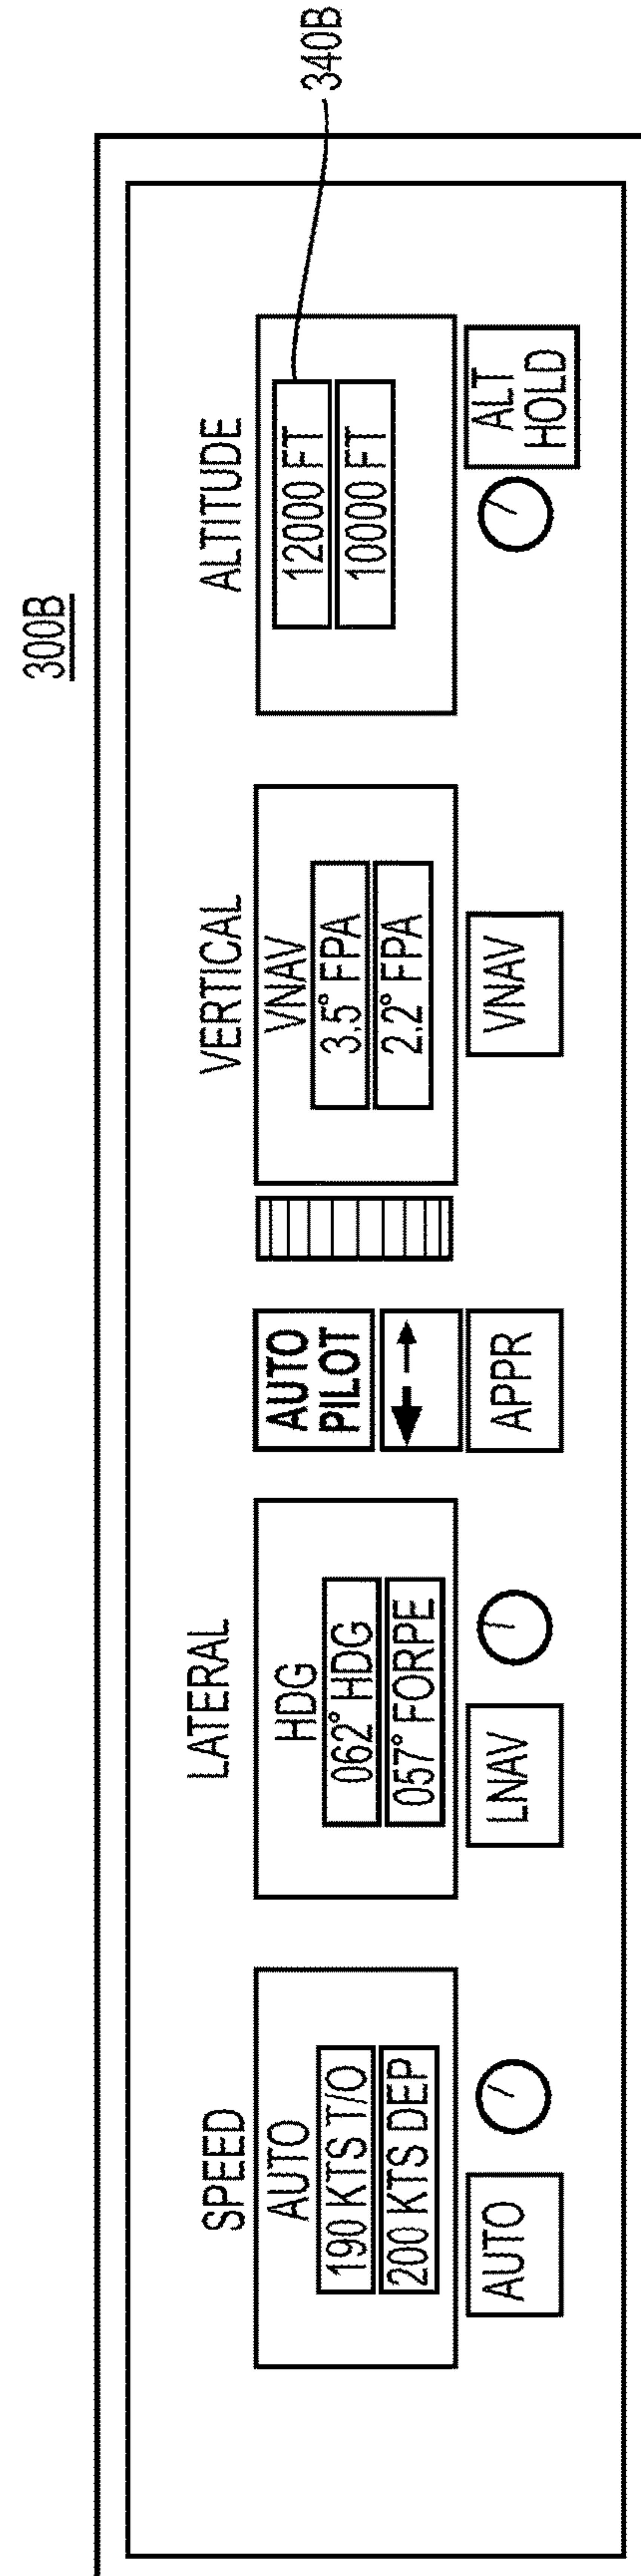 300B
340B
SPEED
AUTO
190 KTS T/O
200 KTS DEP
AUTO
LATERAL
HDG
062° HDG
057° FORPE
LNAV
AUTO
PILOT
APPR
VERTICAL
VNAV
3.5° FPA
2.2° FPA
VNAV
ALTITUDE
12000 FT
10000 FT
ALT
HOLD